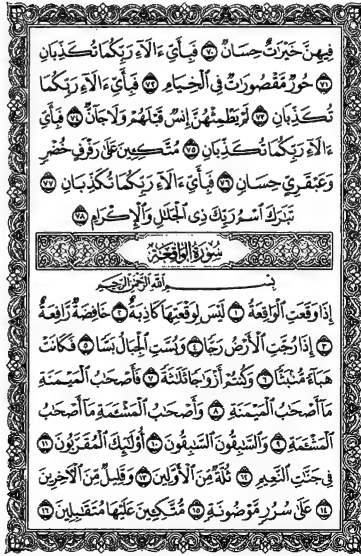 فِيهِنَّ خَيْرَٰتٌ حِسَانٌ ٧٠ فَبِأَىِّ ءَالَآءِ رَبِّكُمَا تُكَذِّبَانِ
٧١ حُورٌ مَّقْصُورَٰتٌ فِى ٱلْخِيَامِ ٧٢ فَبِأَىِّ ءَالَآءِ رَبِّكُمَا
تُكَذِّبَانِ ٧٣ لَمْ يَطْمِثْهُنَّ إِنسٌ قَبْلَهُمْ وَلَا جَآنٌّ ٧٤ فَبِأَىِّ
ءَالَآءِ رَبِّكُمَا تُكَذِّبَانِ ٧٥ مُتَّكِـِٔينَ عَلَىٰ رَفْرَفٍ خُضْرٍ
وَعَبْقَرِىٍّ حِسَانٍ ٧٦ فَبِأَىِّ ءَالَآءِ رَبِّكُمَا تُكَذِّبَانِ ٧٧
تَبَٰرَكَ ٱسْمُ رَبِّكَ ذِى ٱلْجَلَٰلِ وَٱلْإِكْرَامِ ٧٨
سُورَةُ الْوَاقِعَةِ
بِسْمِ ٱللَّهِ ٱلرَّحْمَٰنِ ٱلرَّحِيمِ
إِذَا وَقَعَتِ ٱلْوَاقِعَةُ ١ لَيْسَ لِوَقْعَتِهَا كَاذِبَةٌ ٢ خَافِضَةٌ رَّافِعَةٌ
٣ إِذَا رُجَّتِ ٱلْأَرْضُ رَجًّا ٤ وَبُسَّتِ ٱلْجِبَالُ بَسًّا ٥ فَكَانَتْ
هَبَآءً مُّنۢبَثًّا ٦ وَكُنتُمْ أَزْوَٰجًا ثَلَٰثَةً ٧ فَأَصْحَٰبُ ٱلْمَيْمَنَةِ
مَآ أَصْحَٰبُ ٱلْمَيْمَنَةِ ٨ وَأَصْحَٰبُ ٱلْمَشْـَٔمَةِ مَآ أَصْحَٰبُ
ٱلْمَشْـَٔمَةِ ٩ وَٱلسَّٰبِقُونَ ٱلسَّٰبِقُونَ ١٠ أُو۟لَٰٓئِكَ ٱلْمُقَرَّبُونَ ١١
فِى جَنَّٰتِ ٱلنَّعِيمِ ١٢ ثُلَّةٌ مِّنَ ٱلْأَوَّلِينَ ١٣ وَقَلِيلٌ مِّنَ ٱلْـَٔاخِرِينَ
١٤ عَلَىٰ سُرُرٍ مَّوْضُونَةٍ ١٥ مُّتَّكِـِٔينَ عَلَيْهَا مُتَقَٰبِلِينَ ١٦